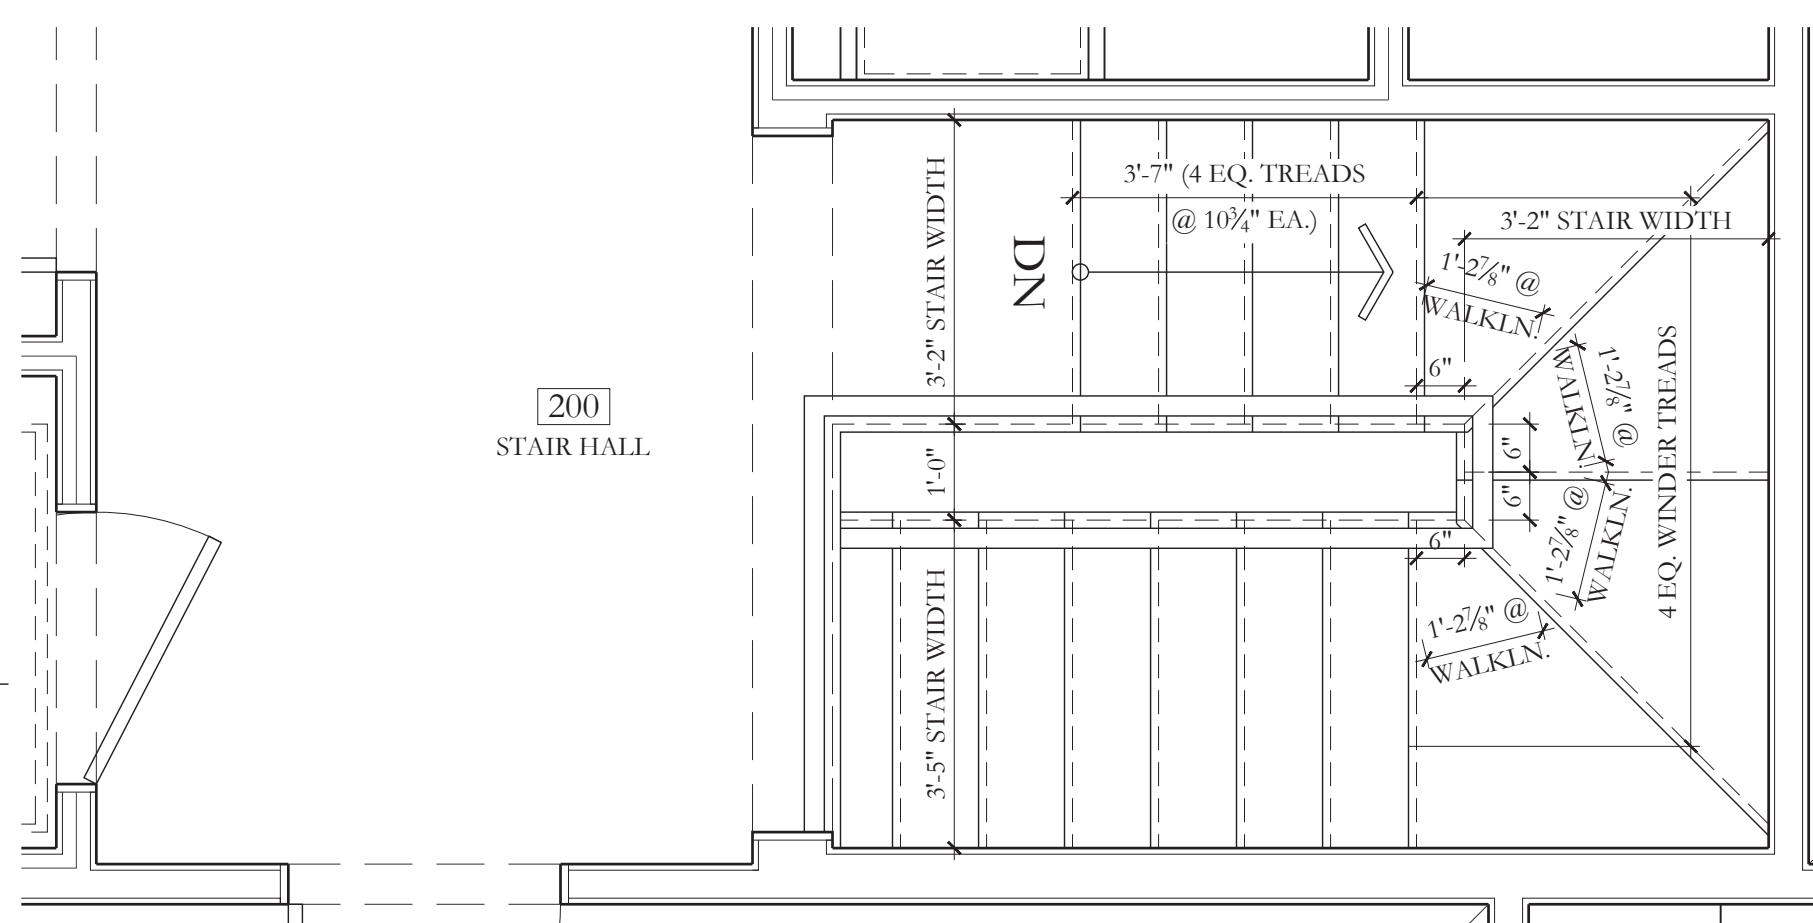 3'-7" (4 EQ. TREADS
@ 10¾" EA.)
3'-2" STAIR WIDTH
3'-2" STAIR WIDTH
DN
1'-2⅞" @
WALKLN.
6"
1'-2⅞" @
WALKLN.
4 EQ. WINDER TREADS
200
STAIR HALL
1'-0"
6"
6"
1'-2⅞" @
WALKLN.
6"
3'-5" STAIR WIDTH
1'-2⅞" @
WALKLN.